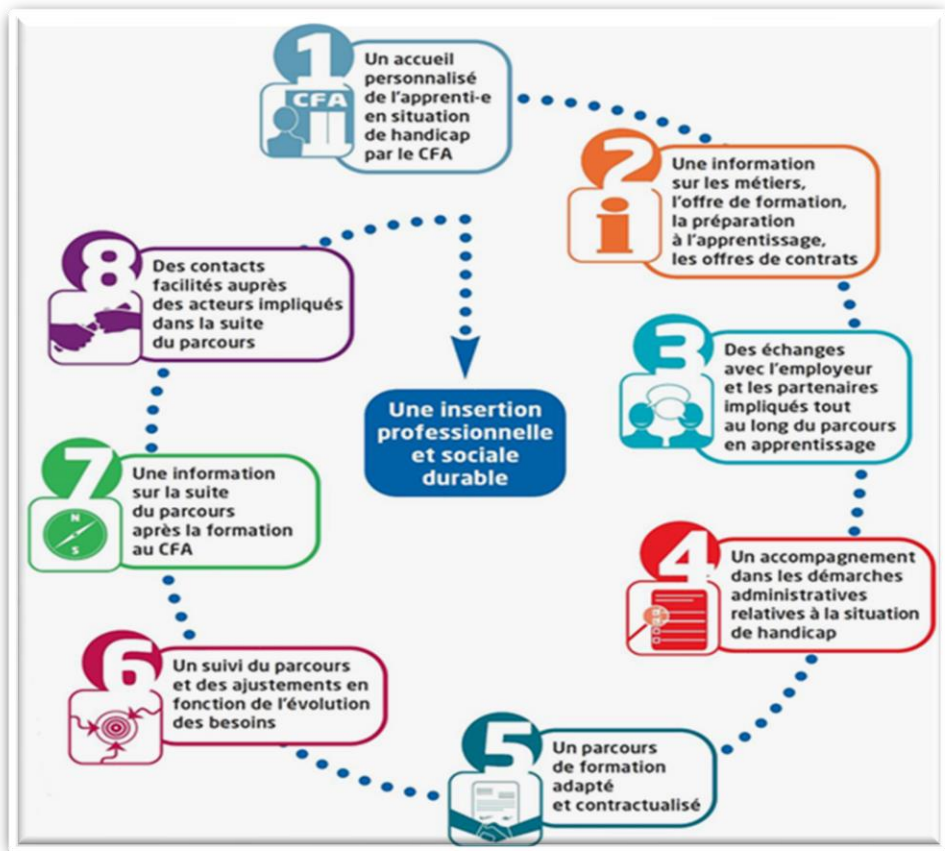 1
CFA
Un accueil
personnalisé
de l'apprenti-e
en situation
de handicap
par le CFA
2
i
Une information
sur les métiers,
l'offre de formation,
la préparation
à l'apprentissage,
les offres de contrats
3
Des échanges
avec l'employeur
et les partenaires
impliqués tout
au long du parcours
en apprentissage
4
Un accompagnement
dans les démarches
administratives
relatives à la situation
de handicap
5
Un parcours
de formation
adapté
et contractualisé
6
Un suivi du parcours
et des ajustements en
fonction de l'évolution
des besoins
7
N
S
Une information
sur la suite
du parcours
après la formation
au CFA
8
Des contacts
facilités auprès
des acteurs impliqués
dans la suite
du parcours
Une insertion
professionnelle
et sociale
durable